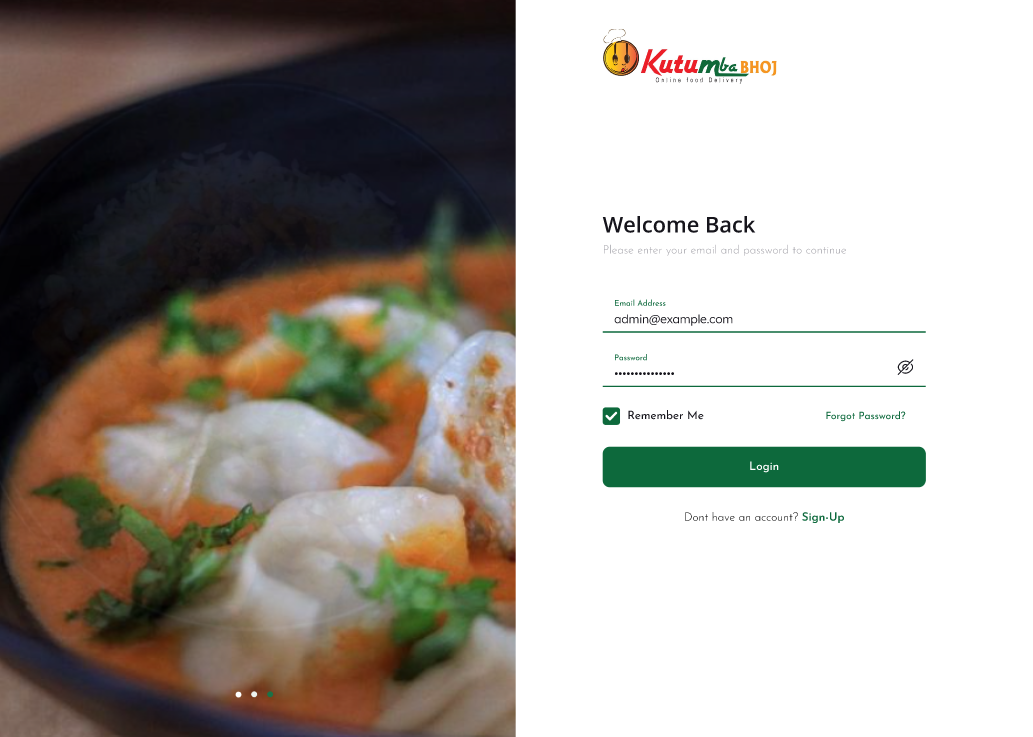 Kutumba BHOJ
Online food Delivery
Welcome Back
Please enter your email and password to continue
Email Address
admin@example.com
Password
•••••••••••••••
Remember Me
Forgot Password?
Login
Dont have an account? Sign-Up